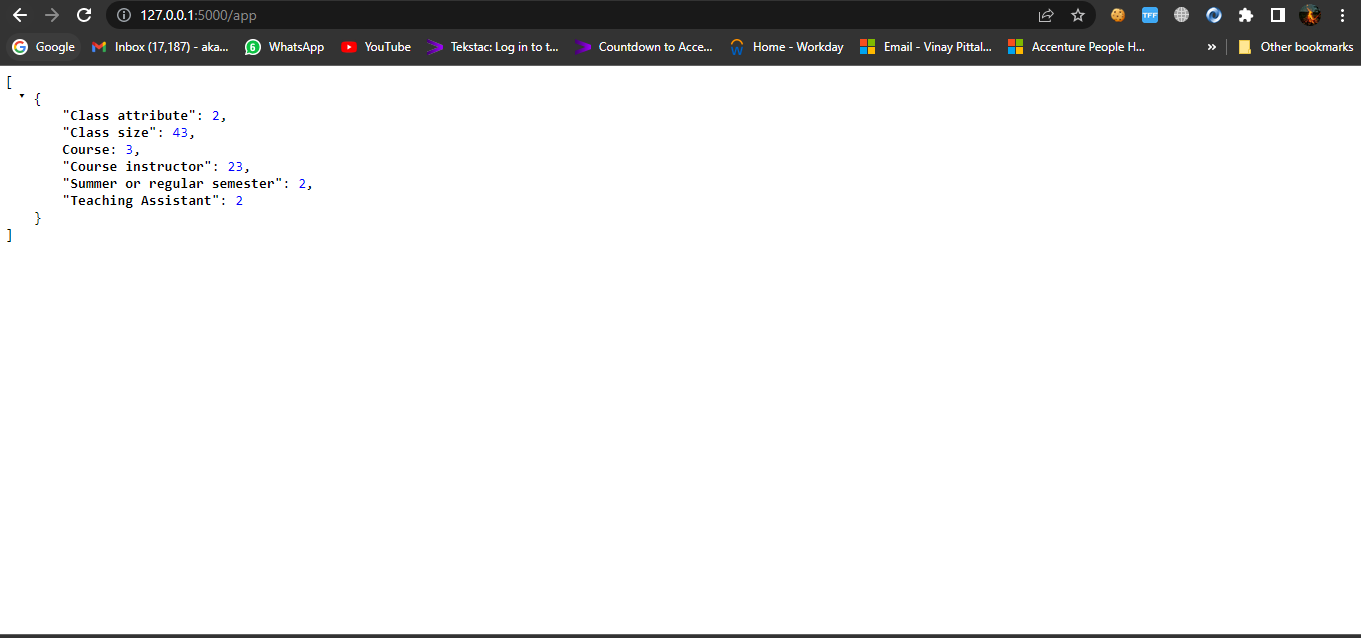 127.0.0.1:5000/app
TFF
Google
Inbox (17,187) - aka...
6
WhatsApp
YouTube
Tekstac: Log in to t...
Countdown to Acce...
W
Home - Workday
Email - Vinay Pittal...
Accenture People H...
»
Other bookmarks
[
{
"Class attribute": 2,
"Class size": 43,
Course: 3,
"Course instructor": 23,
"Summer or regular semester": 2,
"Teaching Assistant": 2
}
]